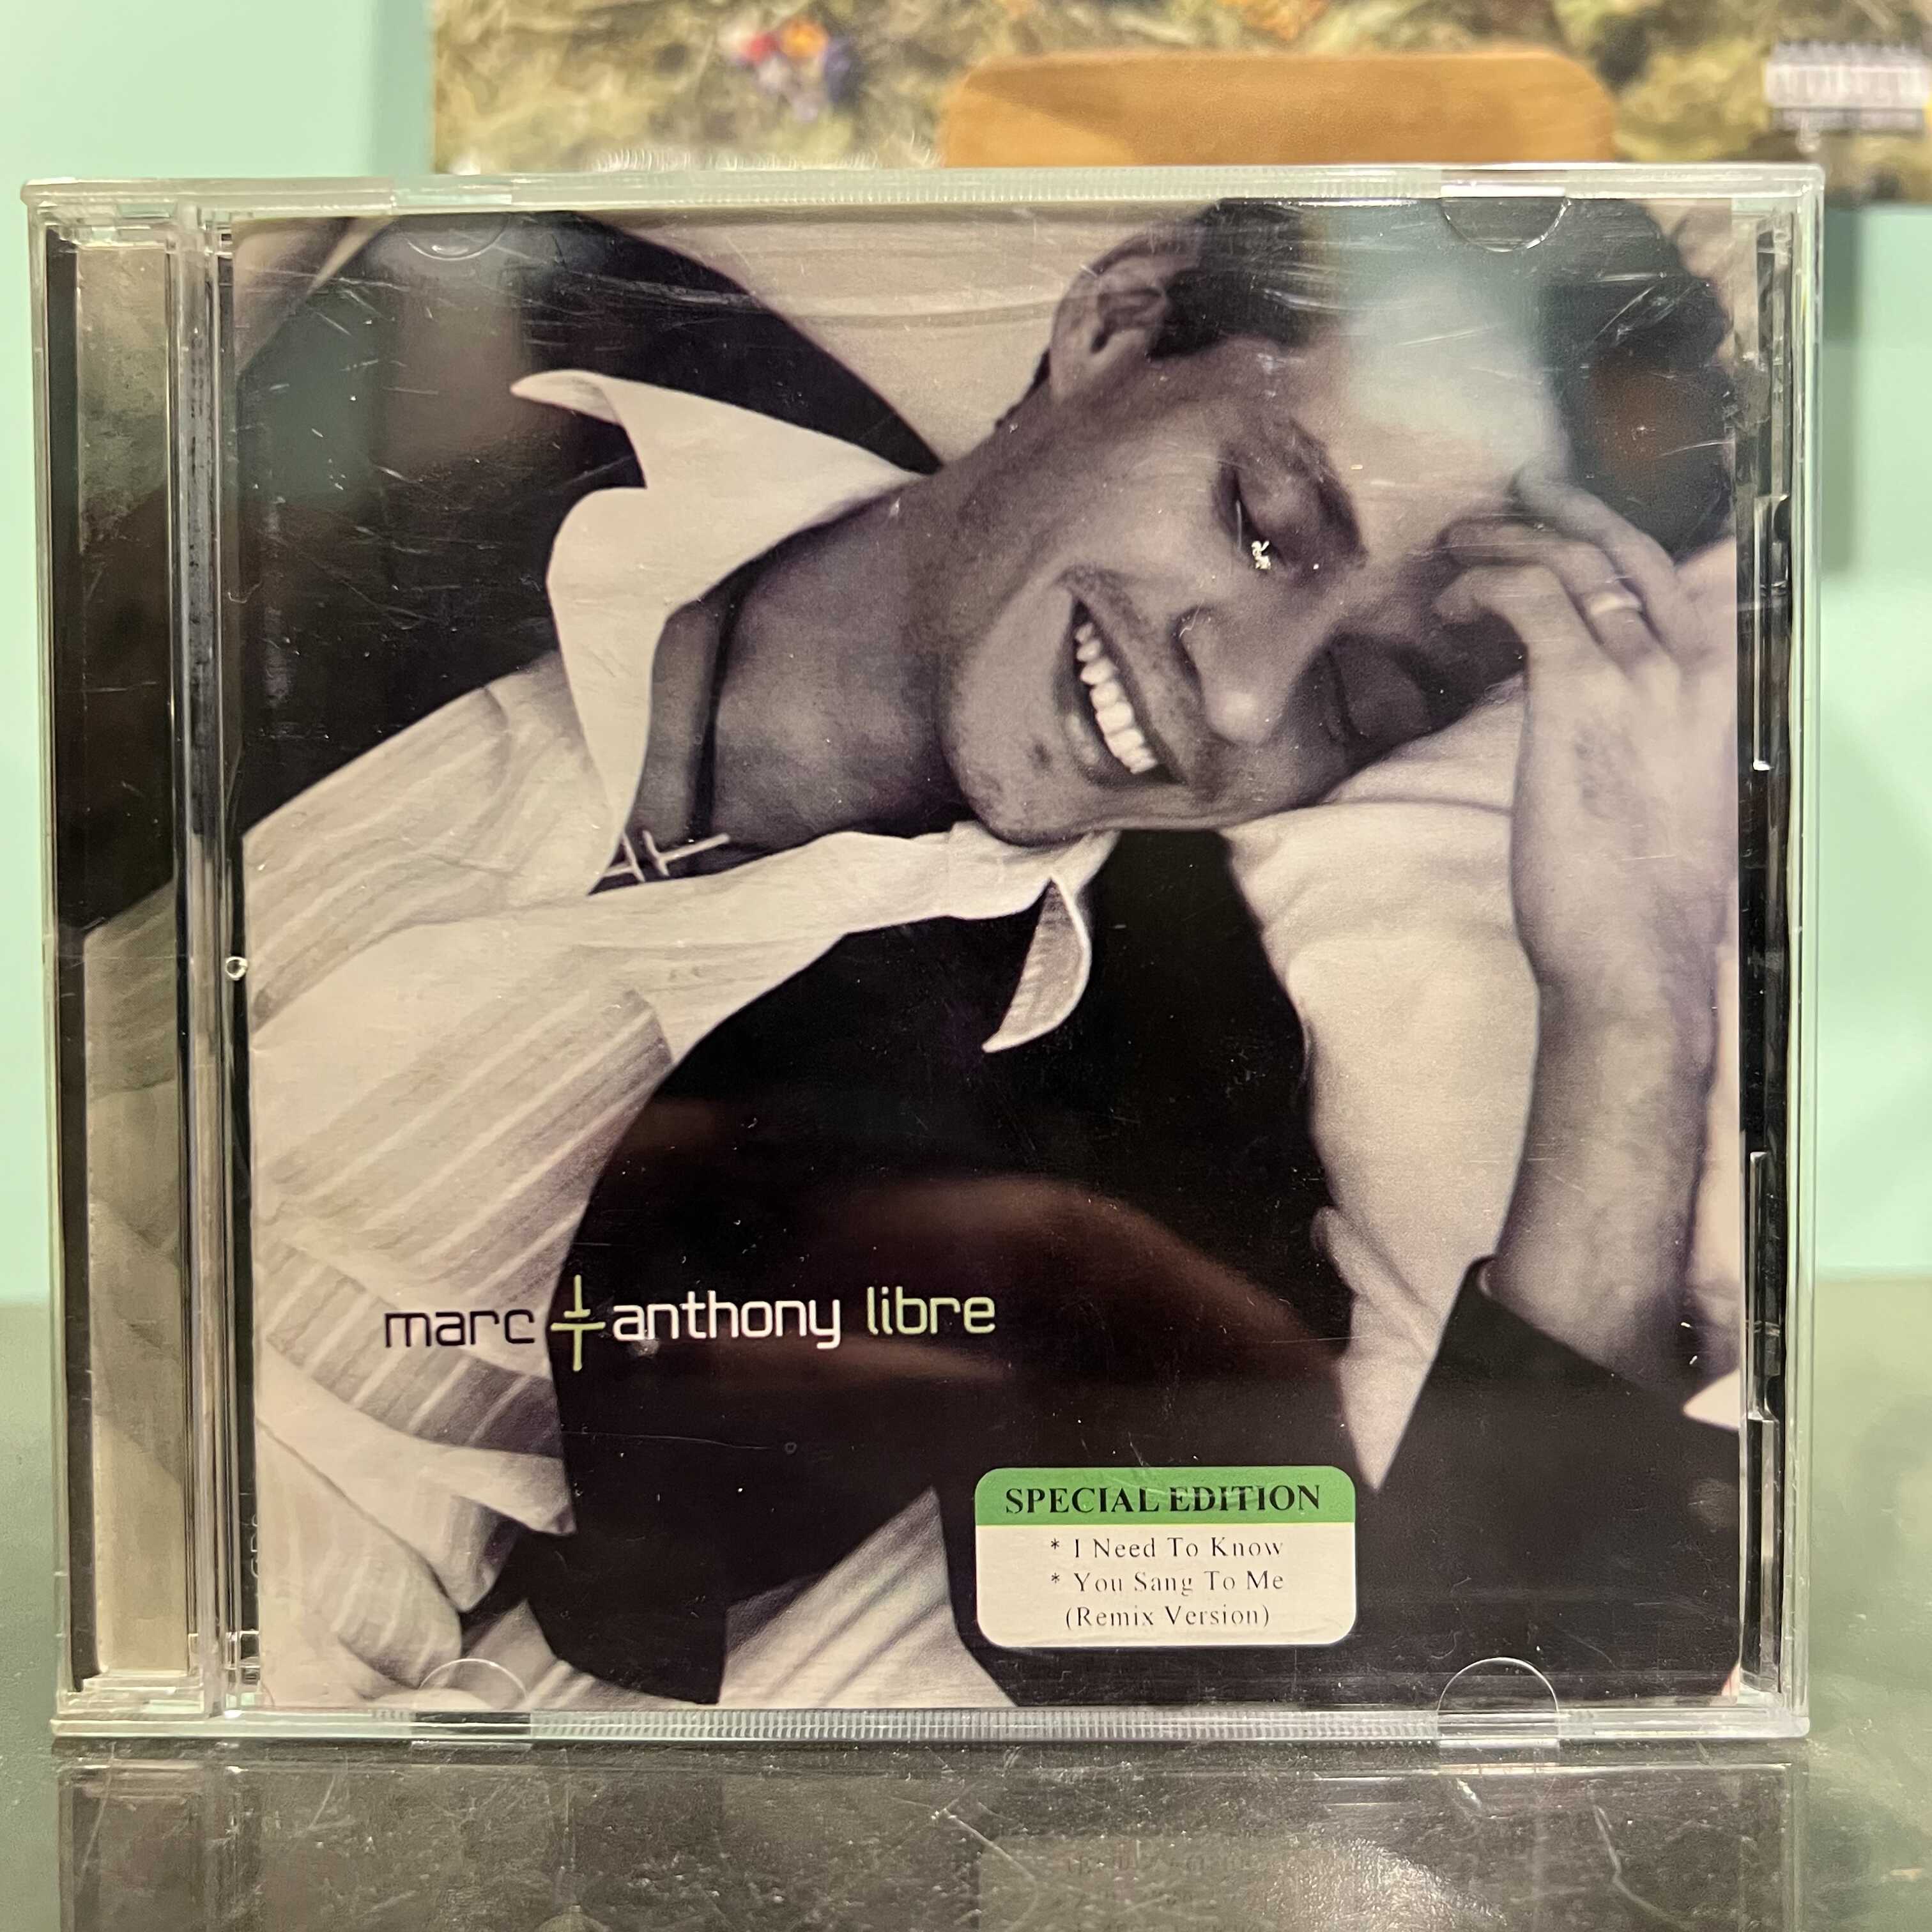 marc anthony libre
SPECIAL EDITION
* I Need To Know
* You Sang To Me
(Remix Version)